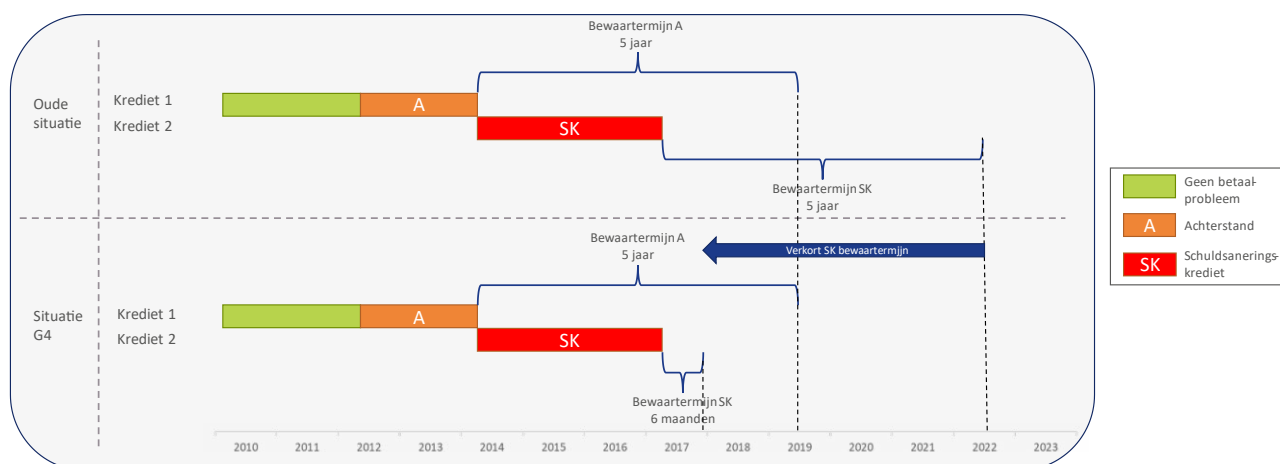 Bewaartermijn A
5 jaar
Oude
situatie
Krediet 1
A
Krediet 2
SK
Bewaartermijn SK
5 jaar
Geen betaal-
probleem
A
Achterstand
SK
Schuldsanerings-
krediet
Bewaartermijn A
5 jaar
Verkort SK bewaartermijn
Situatie
G4
Krediet 1
A
Krediet 2
SK
Bewaartermijn SK
6 maanden
2010 2011 2012 2013 2014 2015 2016 2017 2018 2019 2020 2021 2022 2023